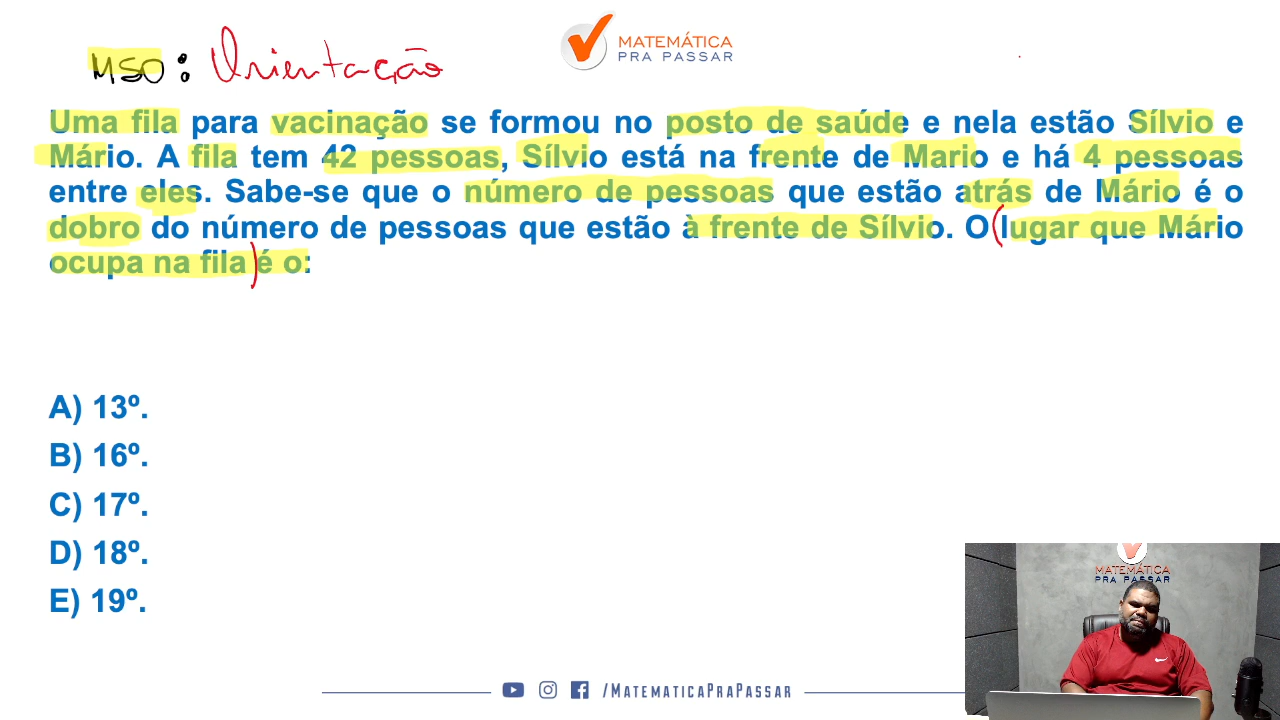 MSO: Orientação
MATEMÁTICA
PRA PASSAR
Uma fila para vacinação se formou no posto de saúde e nela estão Sílvio e
Mário. A fila tem 42 pessoas, Sílvio está na frente de Mario e há 4 pessoas
entre eles. Sabe-se que o número de pessoas que estão atrás de Mário é o
dobro do número de pessoas que estão à frente de Sílvio. O (lugar que Mário
ocupa na fila) é o:
A) 13º.
B) 16º.
C) 17º.
D) 18º.
E) 19º.
MATEMÁTICA
PRA PASSAR
/MATEMATICAPRAPASSAR